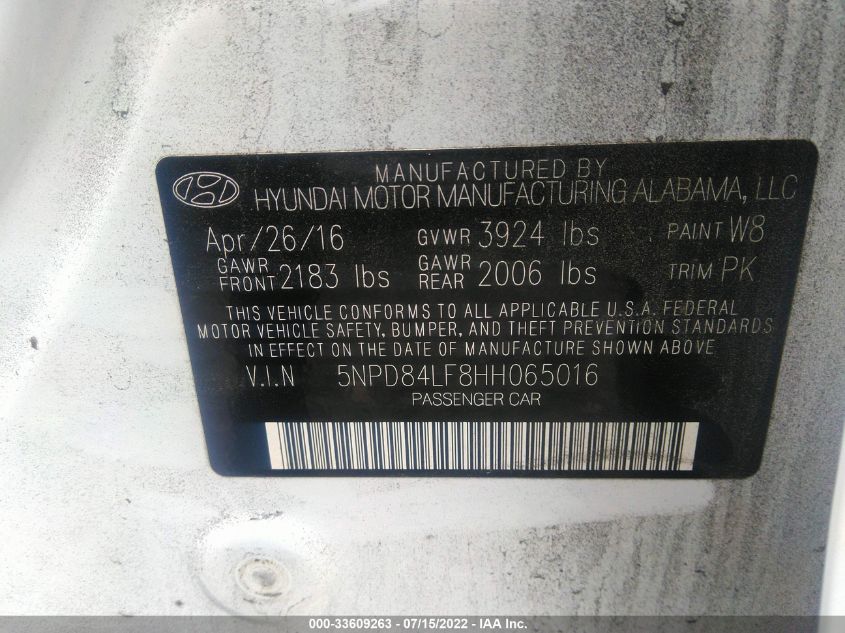 MANUFACTURED BY
HYUNDAI MOTOR MANUFACTURING ALABAMA, LLC
Apr/26/16 GVWR 3924 lbs PAINT W8
GAWR FRONT 2183 lbs GAWR REAR 2006 lbs TRIM PK
THIS VEHICLE CONFORMS TO ALL APPLICABLE U.S.A. FEDERAL
MOTOR VEHICLE SAFETY, BUMPER, AND THEFT PREVENTION STANDARDS
IN EFFECT ON THE DATE OF MANUFACTURE SHOWN ABOVE
V.I.N 5NPD84LF8HH065016
PASSENGER CAR
000-33609263 - 07/15/2022 - IAA Inc.